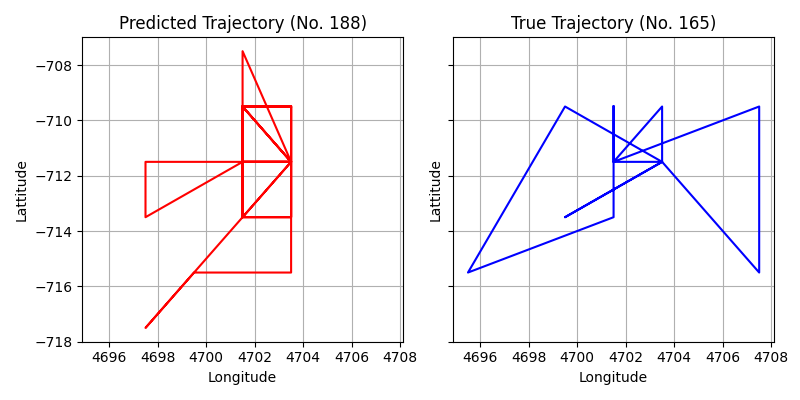 Predicted Trajectory (No. 188)
True Trajectory (No. 165)
−708
−710
−712
−714
−716
−718
Lattitude
Lattitude
4696 4698 4700 4702 4704 4706 4708
4696 4698 4700 4702 4704 4706 4708
Longitude
Longitude